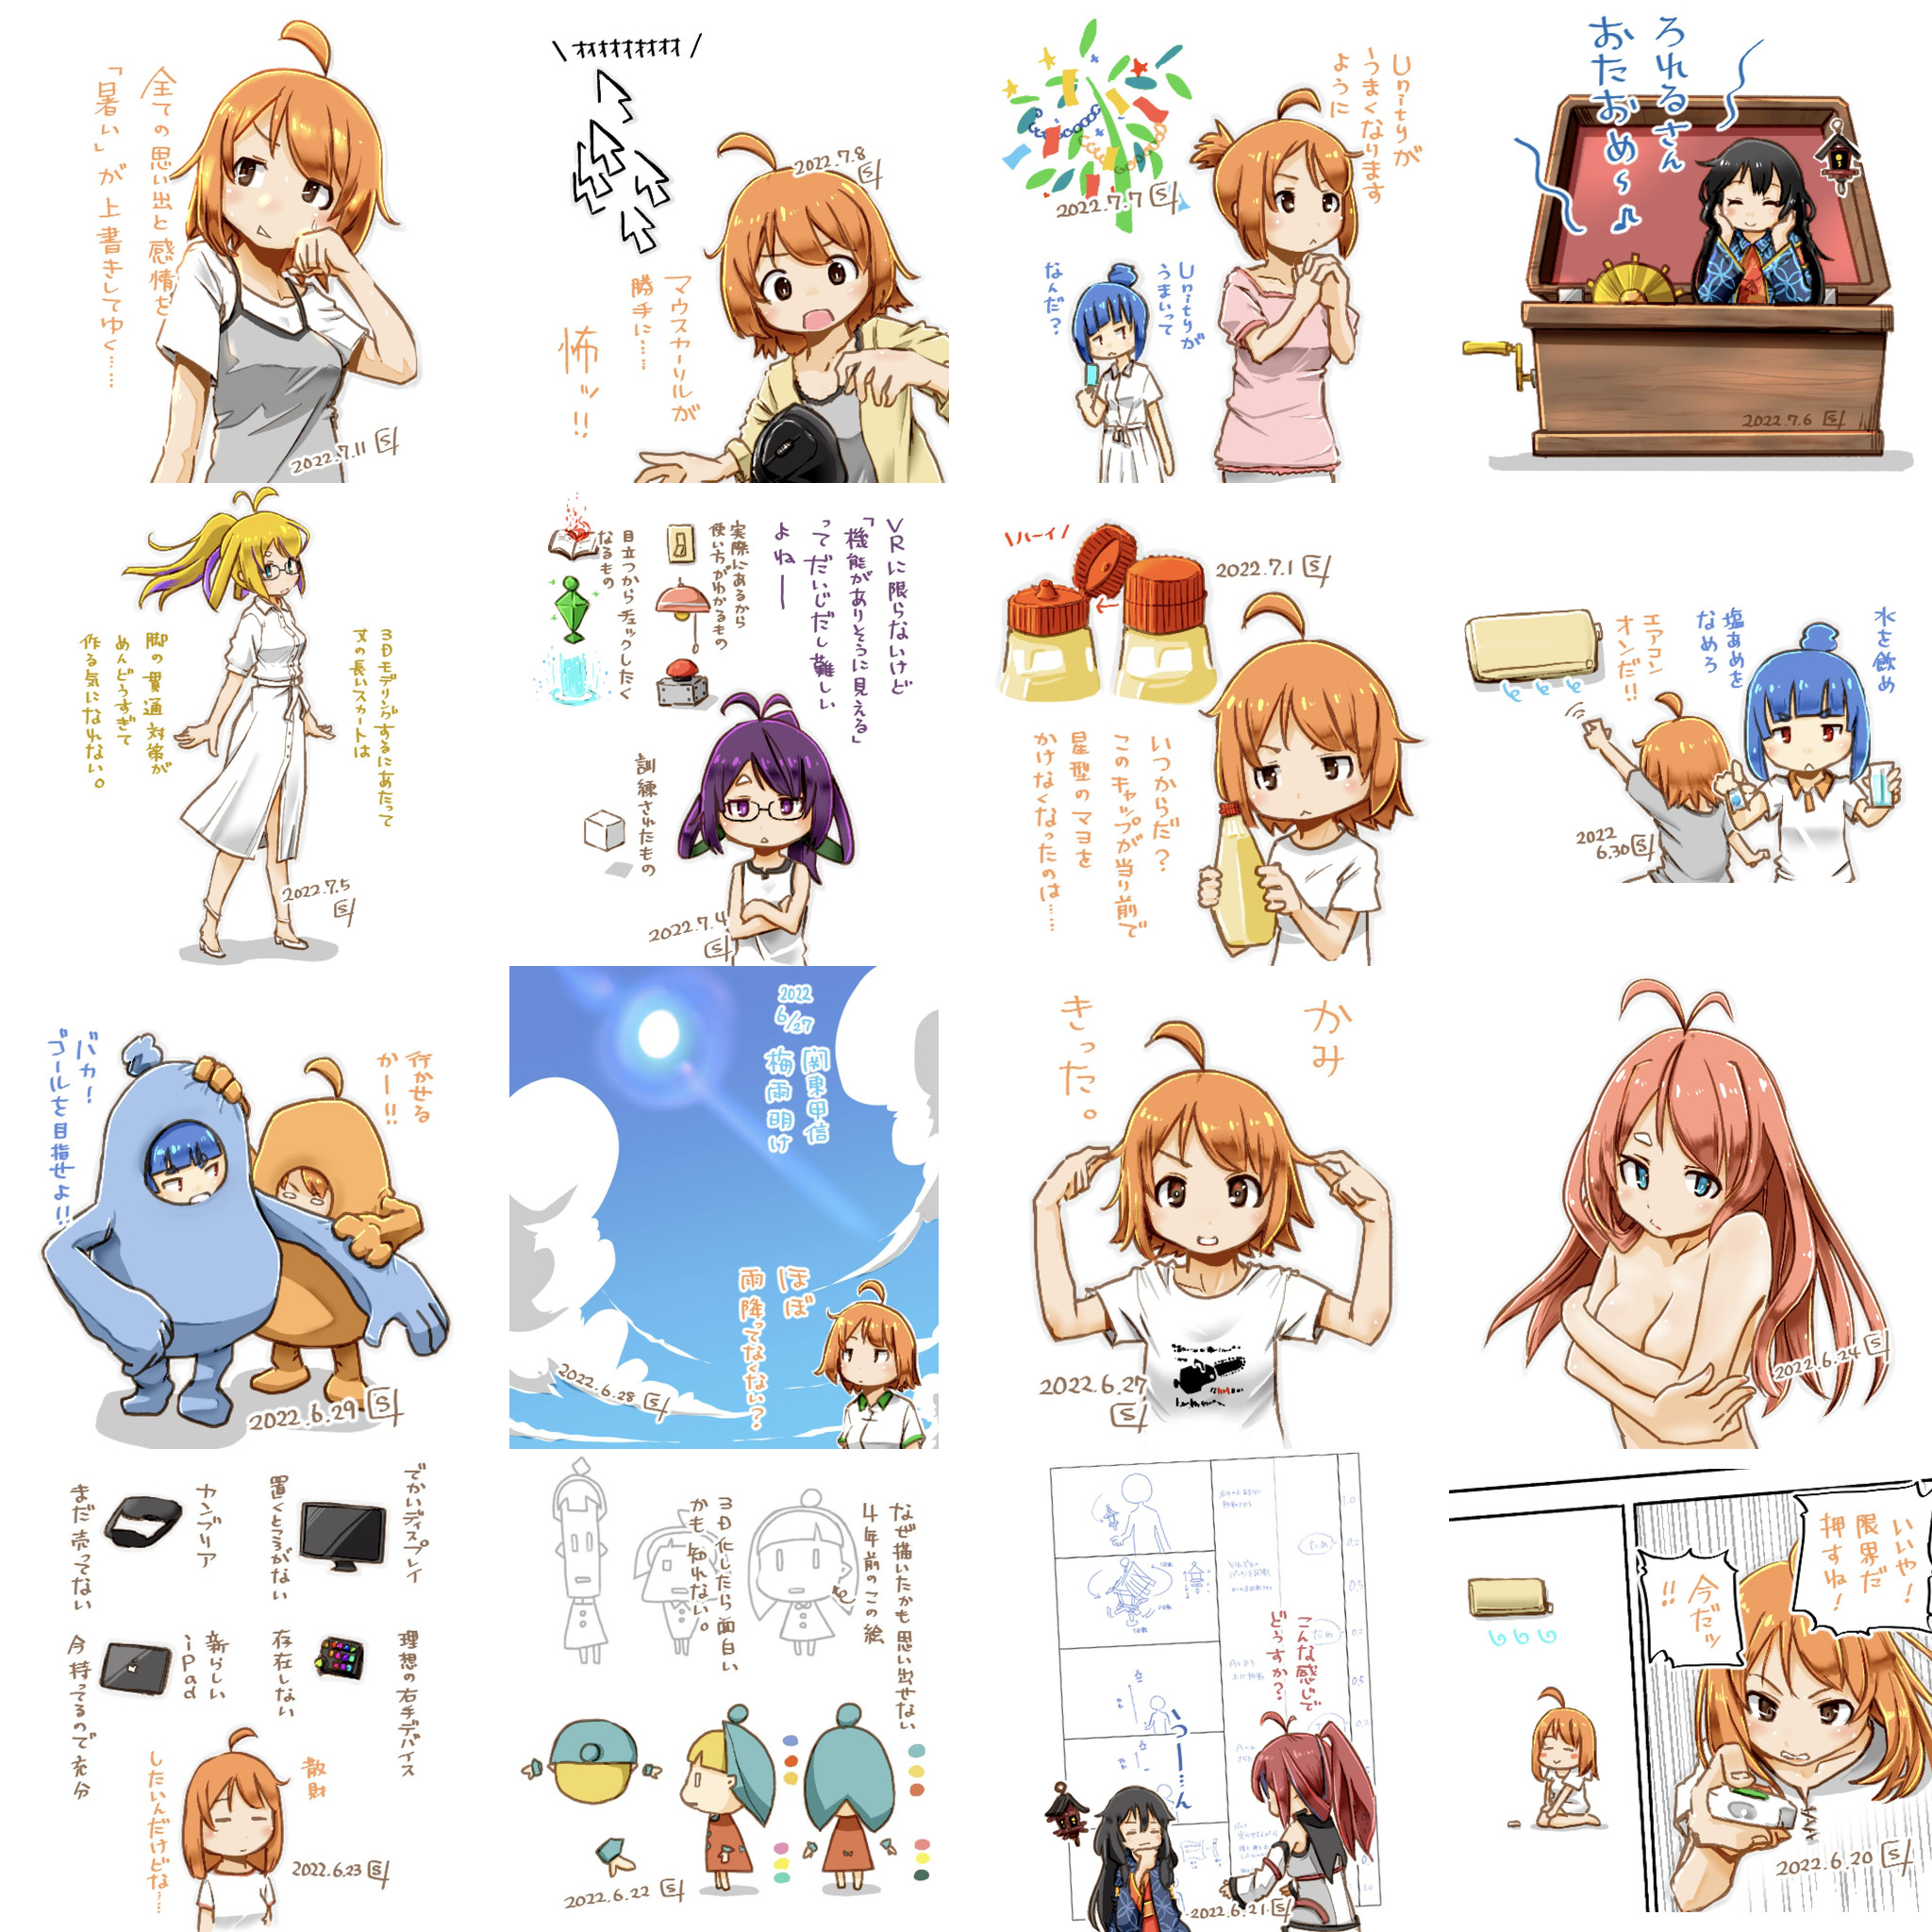 全ての思い出と感情を
「暑い」が上書きしてゆく……
2022.7.11
\オオオオオオオオ/
2022.7.8
マウスカーソルが
勝手に……
怖ッ!!
Unityが
うまくなります
ように
2022.7.7
Unityが
うまいって
なんだ?
ろれるさん
おたおめ～♪
2022.7.6
3Dモデリングするにあたって
丈の長いスカートは
脚の貫通対策が
めんどうすぎて
作る気になれない。
2022.7.5
VRに限らないけど
「機能がありそうに見える」
ってだいじだし難しい
よねー
実際にあるから
使い方がわかるもの
目立つからチェックしたく
なるもの
訓練されたもの
2022.7.4
\ハーイ/
2022.7.1
いつからだ?
このキャップが当り前で
星型のマヨを
かけなくなったのは……
水を飲め
塩あめを
なめろ
エアコン
オンだ!!
2022
6.30
行かせる
かー!!
バカ!
ゴールを目指せよ!!
2022.6.29
2022
6/27
関東甲信
梅雨明け
ほぼ
雨降ってなくない?
2022.6.28
かみ
きった。
2022.6.27
2022.6.24
でかいディスプレイ
置くところがない
カンブリア
まだ売ってない
理想の右手デバイス
存在しない
新らしい
iPad
今持ってるので充分
散財
したいんだけどな……
2022.6.23
なぜ描いたかも思い出せない
4年前のこの絵
3D化したら面白い
かも知れない。
2022.6.22
こんな感じで
どうすか?
うーん
2022.6.21
いいや!
限界だ
押すね!
今だッ
!!
2022.6.20